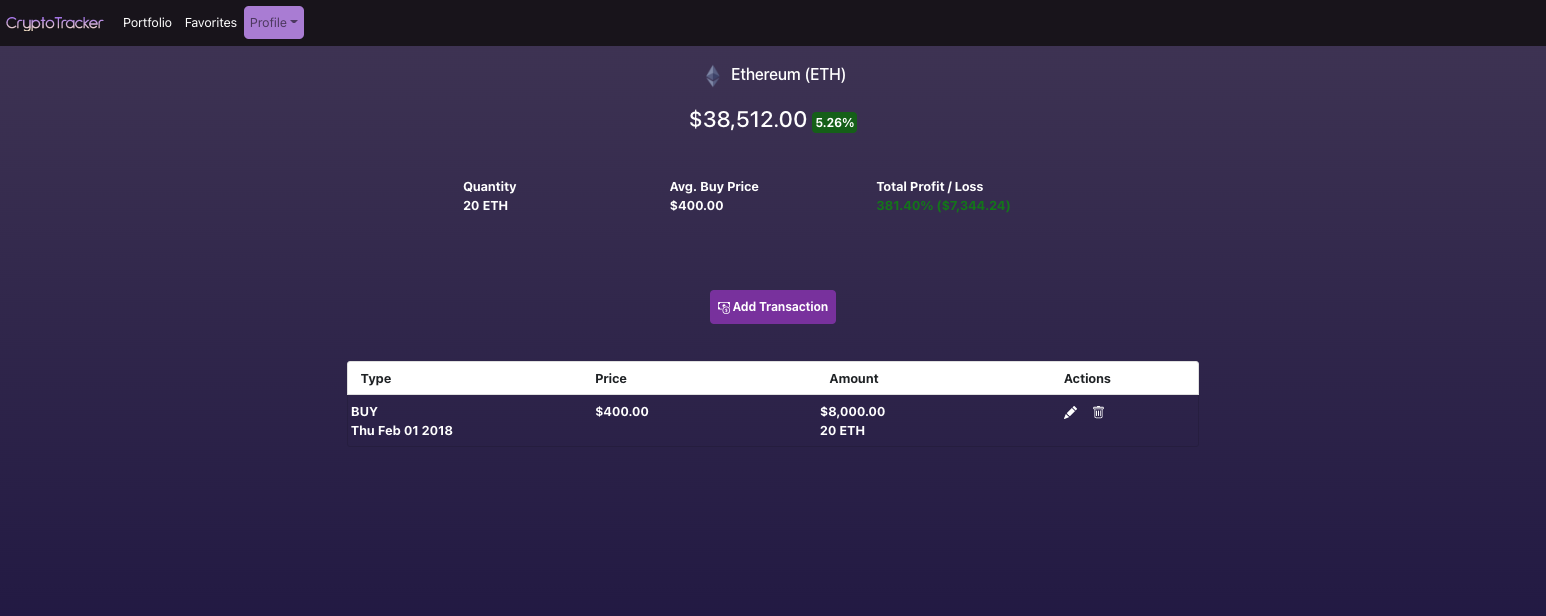 CryptoTracker Portfolio Favorites Profile
Ethereum (ETH)
$38,512.00 5.26%
Quantity Avg. Buy Price Total Profit / Loss
20 ETH $400.00 381.40% ($7,344.24)
Add Transaction
Type Price Amount Actions
BUY $400.00 $8,000.00
Thu Feb 01 2018 20 ETH